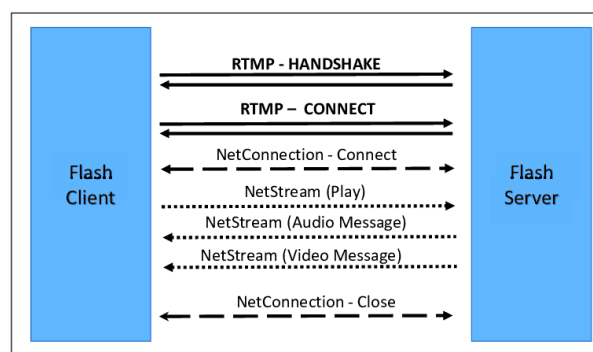 RTMP - HANDSHAKE
RTMP – CONNECT
NetConnection - Connect
NetStream (Play)
NetStream (Audio Message)
NetStream (Video Message)
NetConnection - Close
Flash
Client
Flash
Server